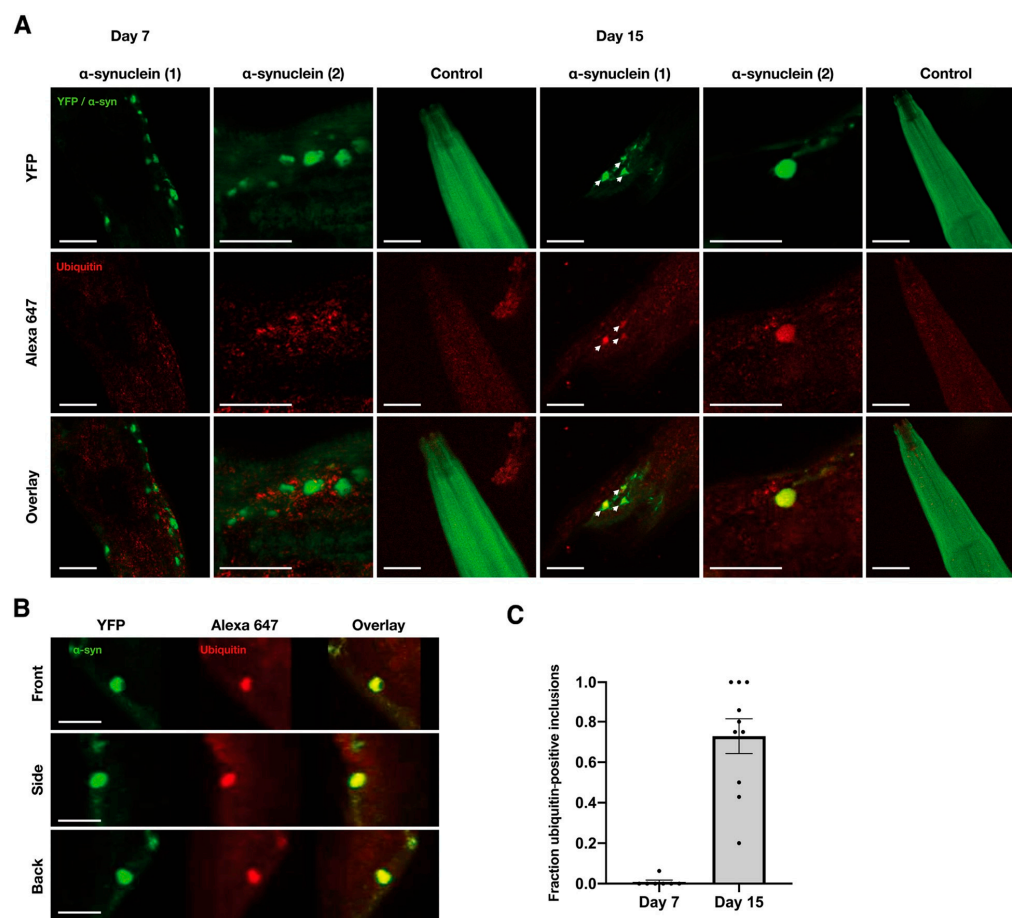 A
Day 7
Day 15
α-synuclein (1)
α-synuclein (2)
Control
α-synuclein (1)
α-synuclein (2)
Control
YFP
YFP / α-syn
Alexa 647
Ubiquitin
Overlay
B
YFP
Alexa 647
Overlay
Front
α-syn
Ubiquitin
Side
Back
C
Fraction ubiquitin-positive inclusions
1.0
0.8
0.6
0.4
0.2
0.0
Day 7
Day 15